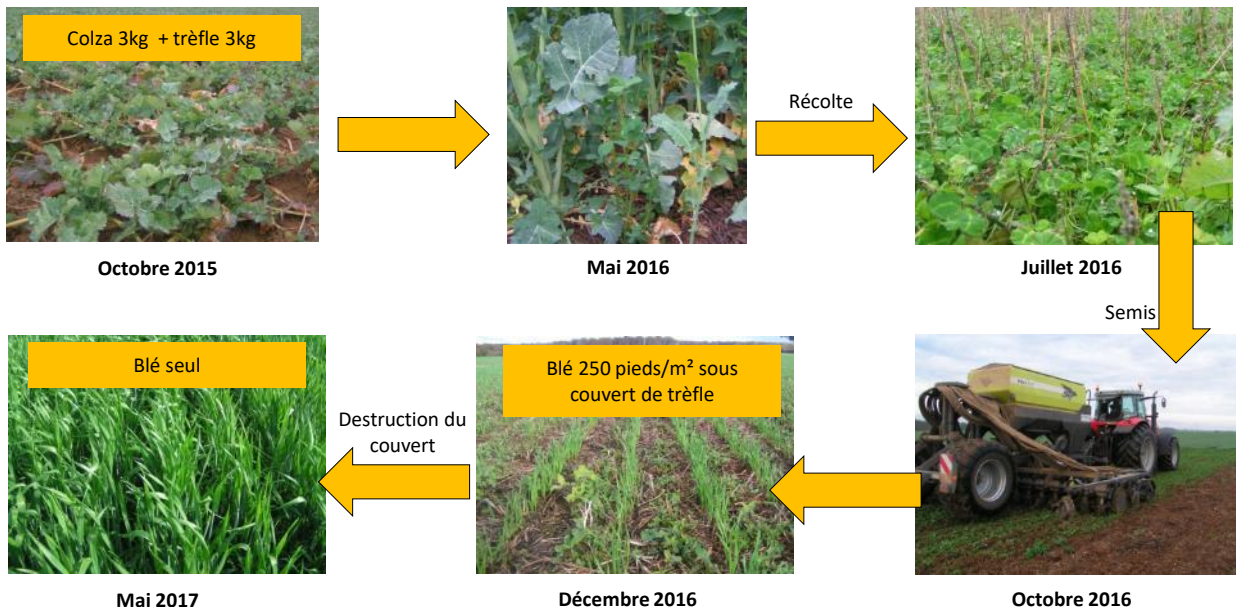 Colza 3kg + trèfle 3kg
Récolte
Octobre 2015
Mai 2016
Juillet 2016
Semis
Blé seul
Destruction du
couvert
Blé 250 pieds/m² sous
couvert de trèfle
Mai 2017
Décembre 2016
Octobre 2016